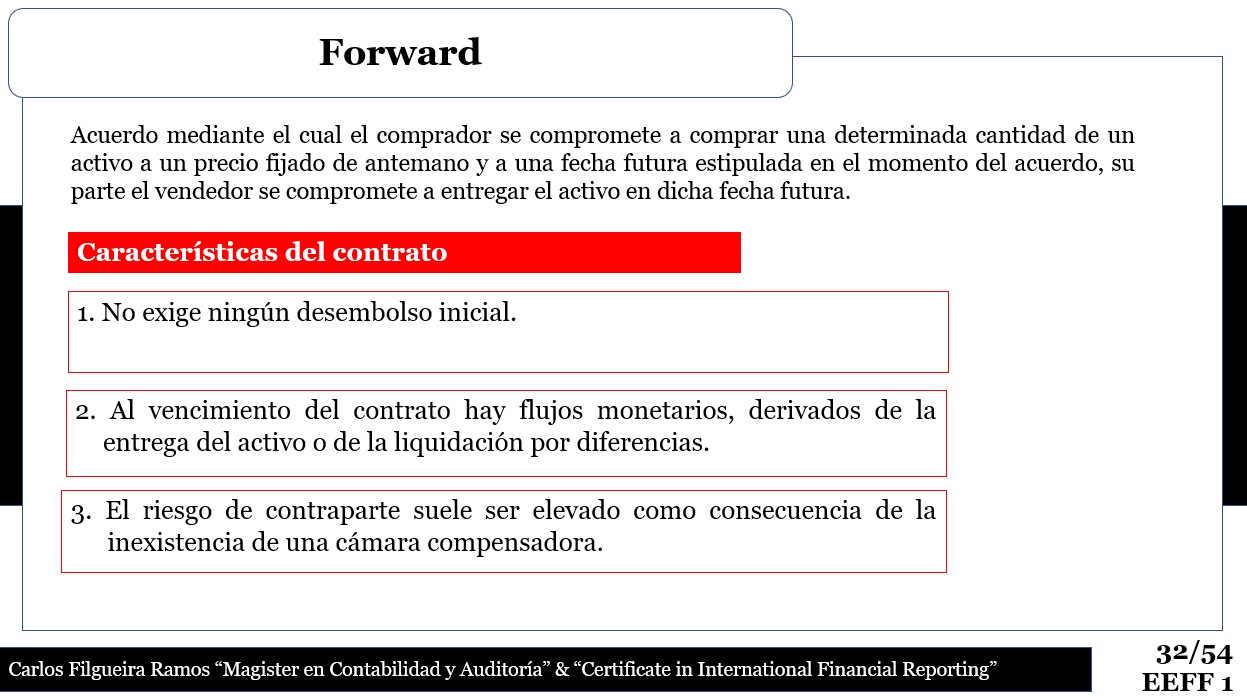 Forward
Acuerdo mediante el cual el comprador se compromete a comprar una determinada cantidad de un
activo a un precio fijado de antemano y a una fecha futura estipulada en el momento del acuerdo, su
parte el vendedor se compromete a entregar el activo en dicha fecha futura.
Características del contrato
1. No exige ningún desembolso inicial.
2. Al vencimiento del contrato hay flujos monetarios, derivados de la
entrega del activo o de la liquidación por diferencias.
3. El riesgo de contraparte suele ser elevado como consecuencia de la
inexistencia de una cámara compensadora.
Carlos Filgueira Ramos “Magister en Contabilidad y Auditoría” & “Certificate in International Financial Reporting”
32/54
EEFF 1